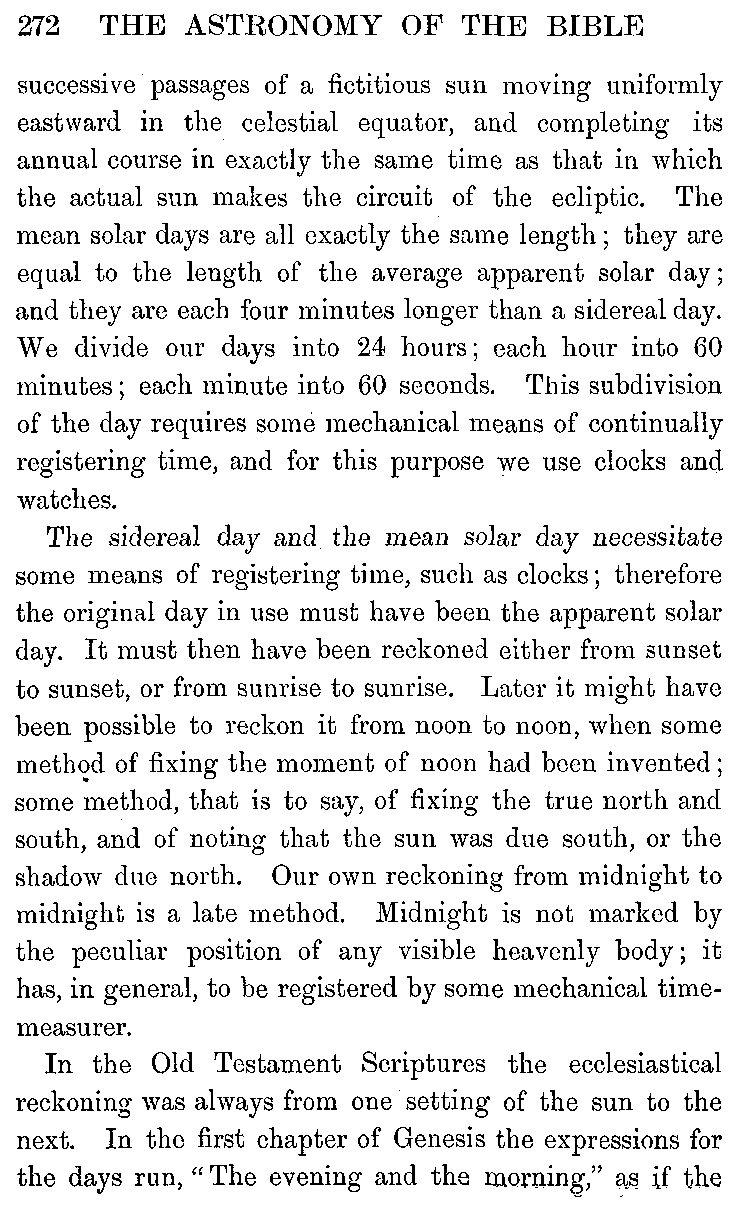 272 THE ASTRONOMY OF THE BIBLE
successive passages of a fictitious sun moving uniformly
eastward in the celestial equator, and completing its
annual course in exactly the same time as that in which
the actual sun makes the circuit of the ecliptic. The
mean solar days are all exactly the same length; they are
equal to the length of the average apparent solar day;
and they are each four minutes longer than a sidereal day.
We divide our days into 24 hours; each hour into 60
minutes; each minute into 60 seconds. This subdivision
of the day requires some mechanical means of continually
registering time, and for this purpose we use clocks and
watches.
The sidereal day and the mean solar day necessitate
some means of registering time, such as clocks; therefore
the original day in use must have been the apparent solar
day. It must then have been reckoned either from sunset
to sunset, or from sunrise to sunrise. Later it might have
been possible to reckon it from noon to noon, when some
method of fixing the moment of noon had been invented;
some method, that is to say, of fixing the true north and
south, and of noting that the sun was due south, or the
shadow due north. Our own reckoning from midnight to
midnight is a late method. Midnight is not marked by
the peculiar position of any visible heavenly body; it
has, in general, to be registered by some mechanical time-
measurer.
In the Old Testament Scriptures the ecclesiastical
reckoning was always from one setting of the sun to the
next. In the first chapter of Genesis the expressions for
the days run, "The evening and the morning," as if the